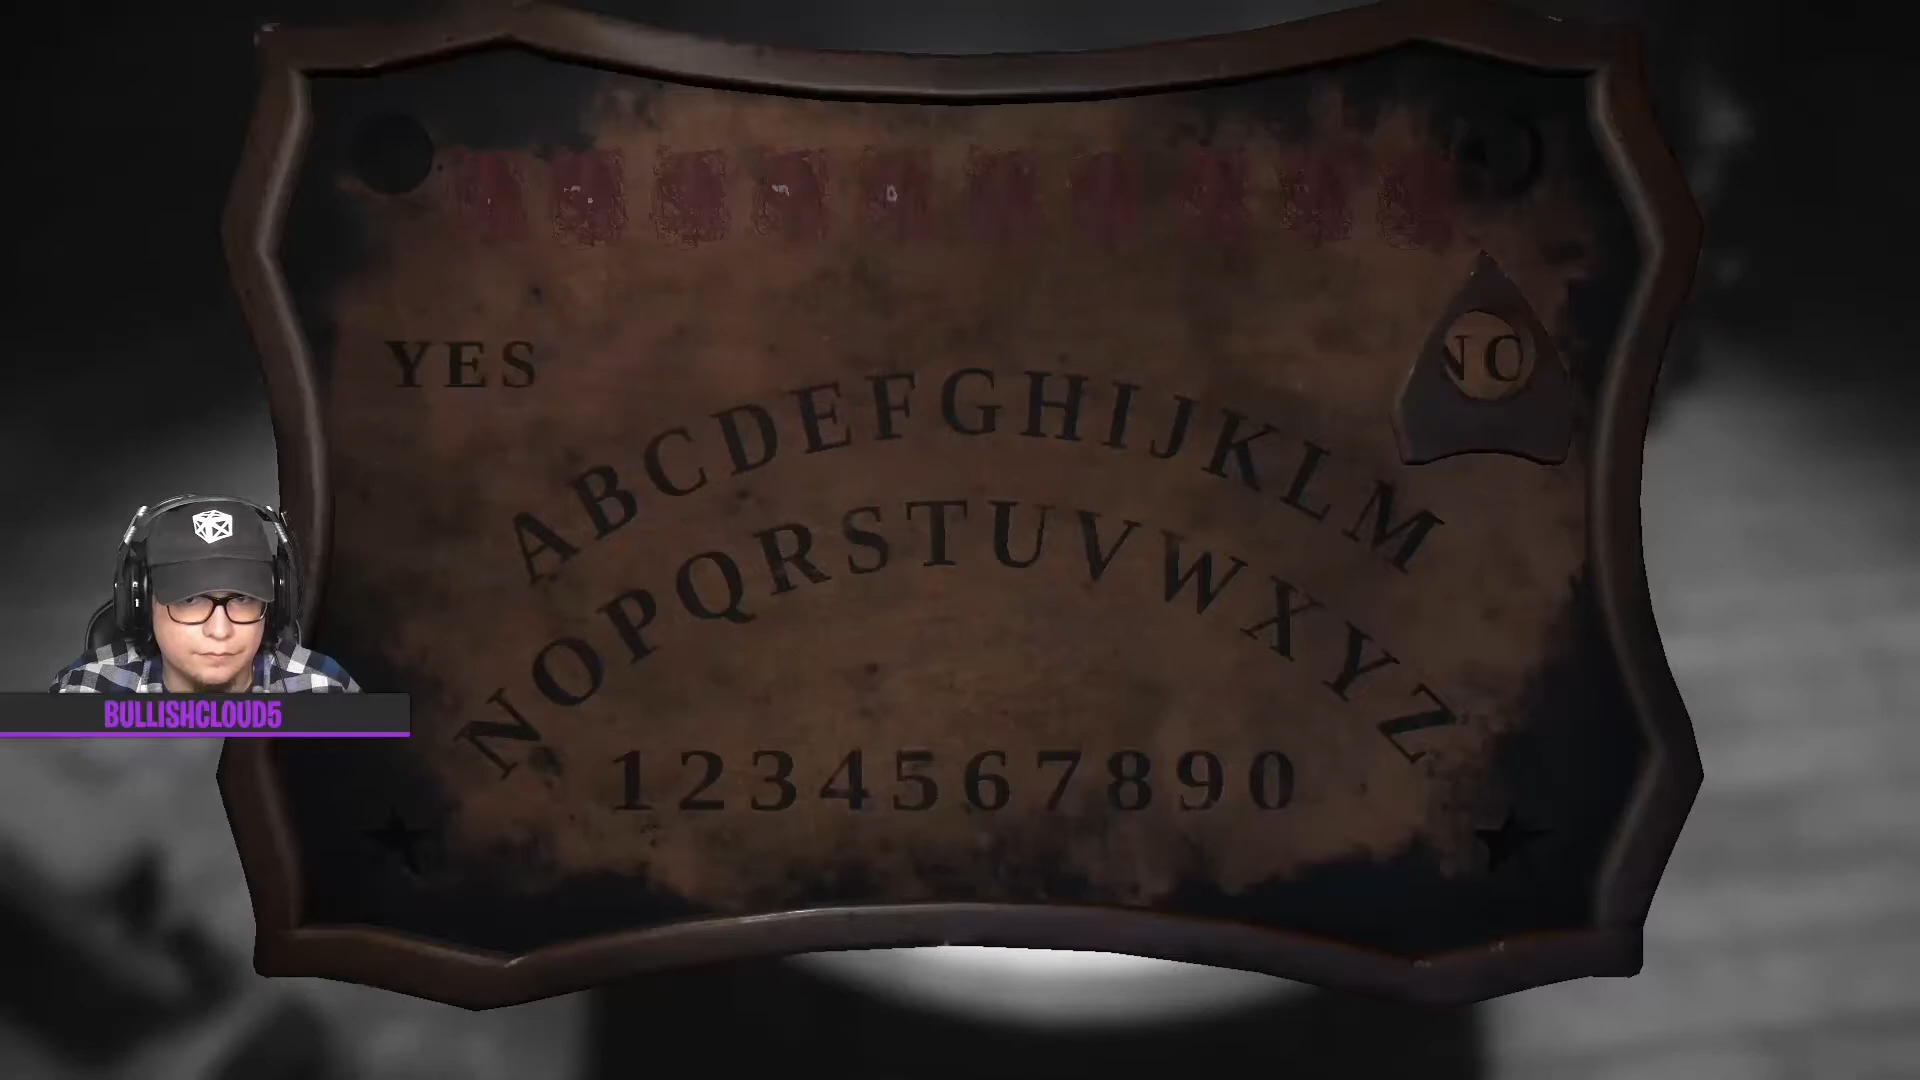 YES
NO
ABCDEFGHIJKLM
NOPQRSTUVWXYZ
1234567890
BULLISHCLOUD5